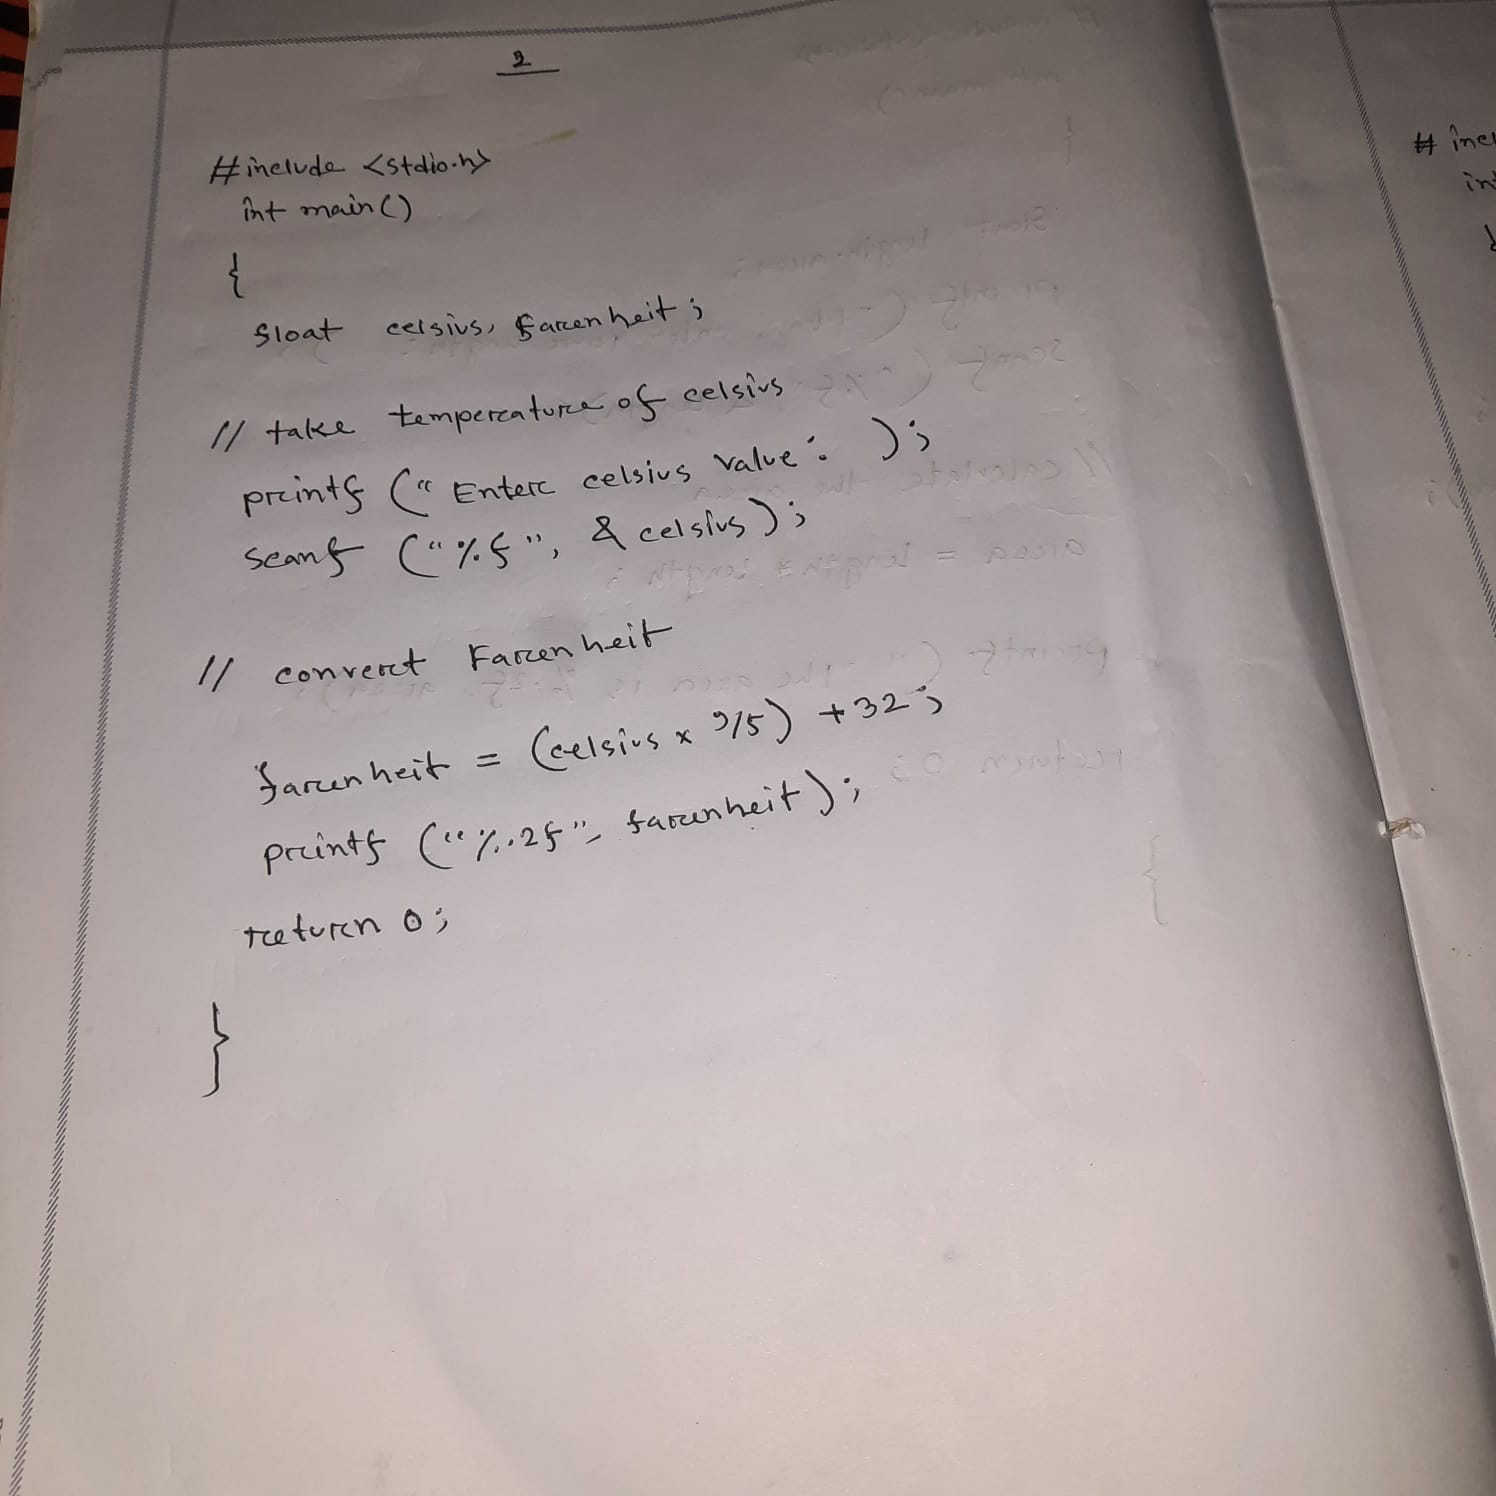 2
#include <stdio.h>
int main()
{
float celsius, farenheit;
// take temperature of celsius
printf (" Enter celsius value: );
scanf ("%f", & celsius);
// convert Farenheit
farenheit = (celsius x 9/5) +32;
printf ("%.2f", farenheit);
return 0;
}
# incl
int